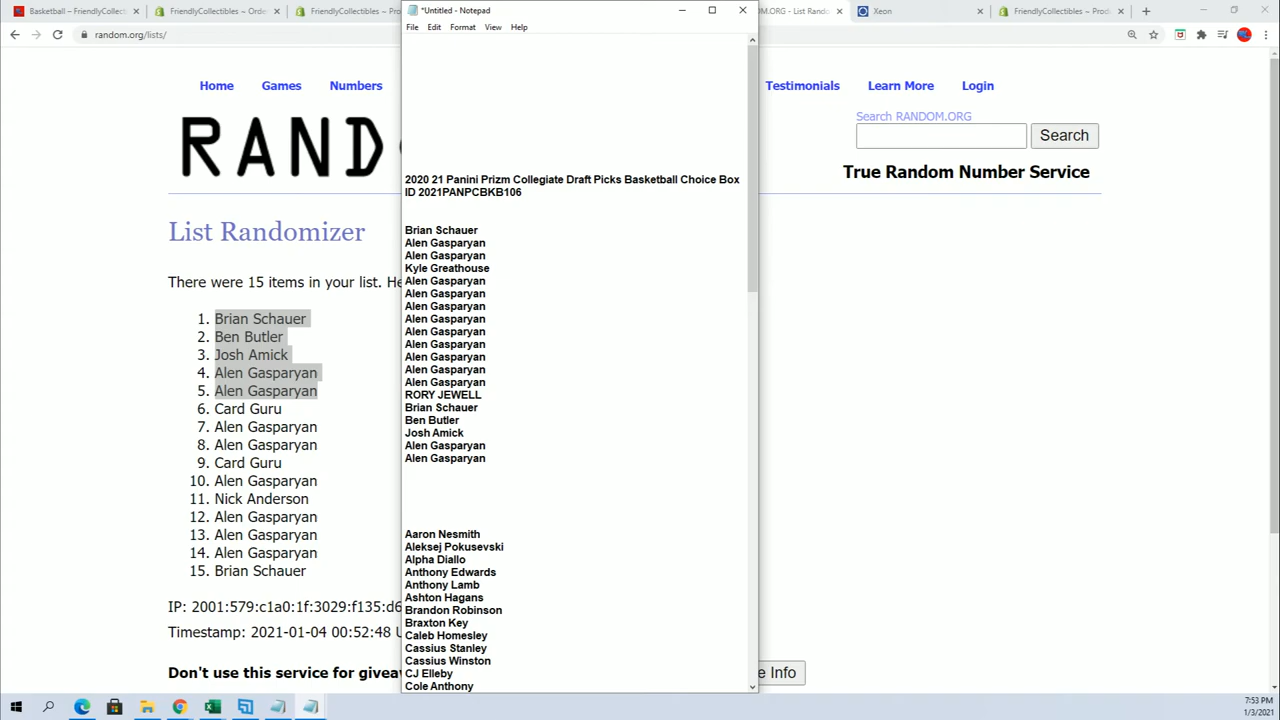 Basketball – FriendlyCollectib
FriendlyCollectibles ~ Orde
FriendlyCollectibles ~ Pro
*Untitled - Notepad
OM.ORG - List Rando
Xeon
FriendlyCollectibles ~ Prod
random.org/lists/
File Edit Format View Help
Home Games Numbers
Testimonials Learn More Login
Search RANDOM.ORG
Search
RAND
True Random Number Service
2020 21 Panini Prizm Collegiate Draft Picks Basketball Choice Box
ID 2021PANPCBKB106
List Randomizer
There were 15 items in your list. He
1. Brian Schauer
2. Ben Butler
3. Josh Amick
4. Alen Gasparyan
5. Alen Gasparyan
6. Card Guru
7. Alen Gasparyan
8. Alen Gasparyan
9. Card Guru
10. Alen Gasparyan
11. Nick Anderson
12. Alen Gasparyan
13. Alen Gasparyan
14. Alen Gasparyan
15. Brian Schauer
IP: 2001:579:c1a0:1f:3029:f135:d6
Timestamp: 2021-01-04 00:52:48 U
Don't use this service for givea
Brian Schauer
Alen Gasparyan
Alen Gasparyan
Kyle Greathouse
Alen Gasparyan
Alen Gasparyan
Alen Gasparyan
Alen Gasparyan
Alen Gasparyan
Alen Gasparyan
Alen Gasparyan
Alen Gasparyan
Alen Gasparyan
RORY JEWELL
Brian Schauer
Ben Butler
Josh Amick
Alen Gasparyan
Alen Gasparyan
Aaron Nesmith
Aleksej Pokusevski
Alpha Diallo
Anthony Edwards
Anthony Lamb
Ashton Hagans
Brandon Robinson
Braxton Key
Caleb Homesley
Cassius Stanley
Cassius Winston
CJ Elleby
Cole Anthony
e Info
7:53 PM
1/3/2021